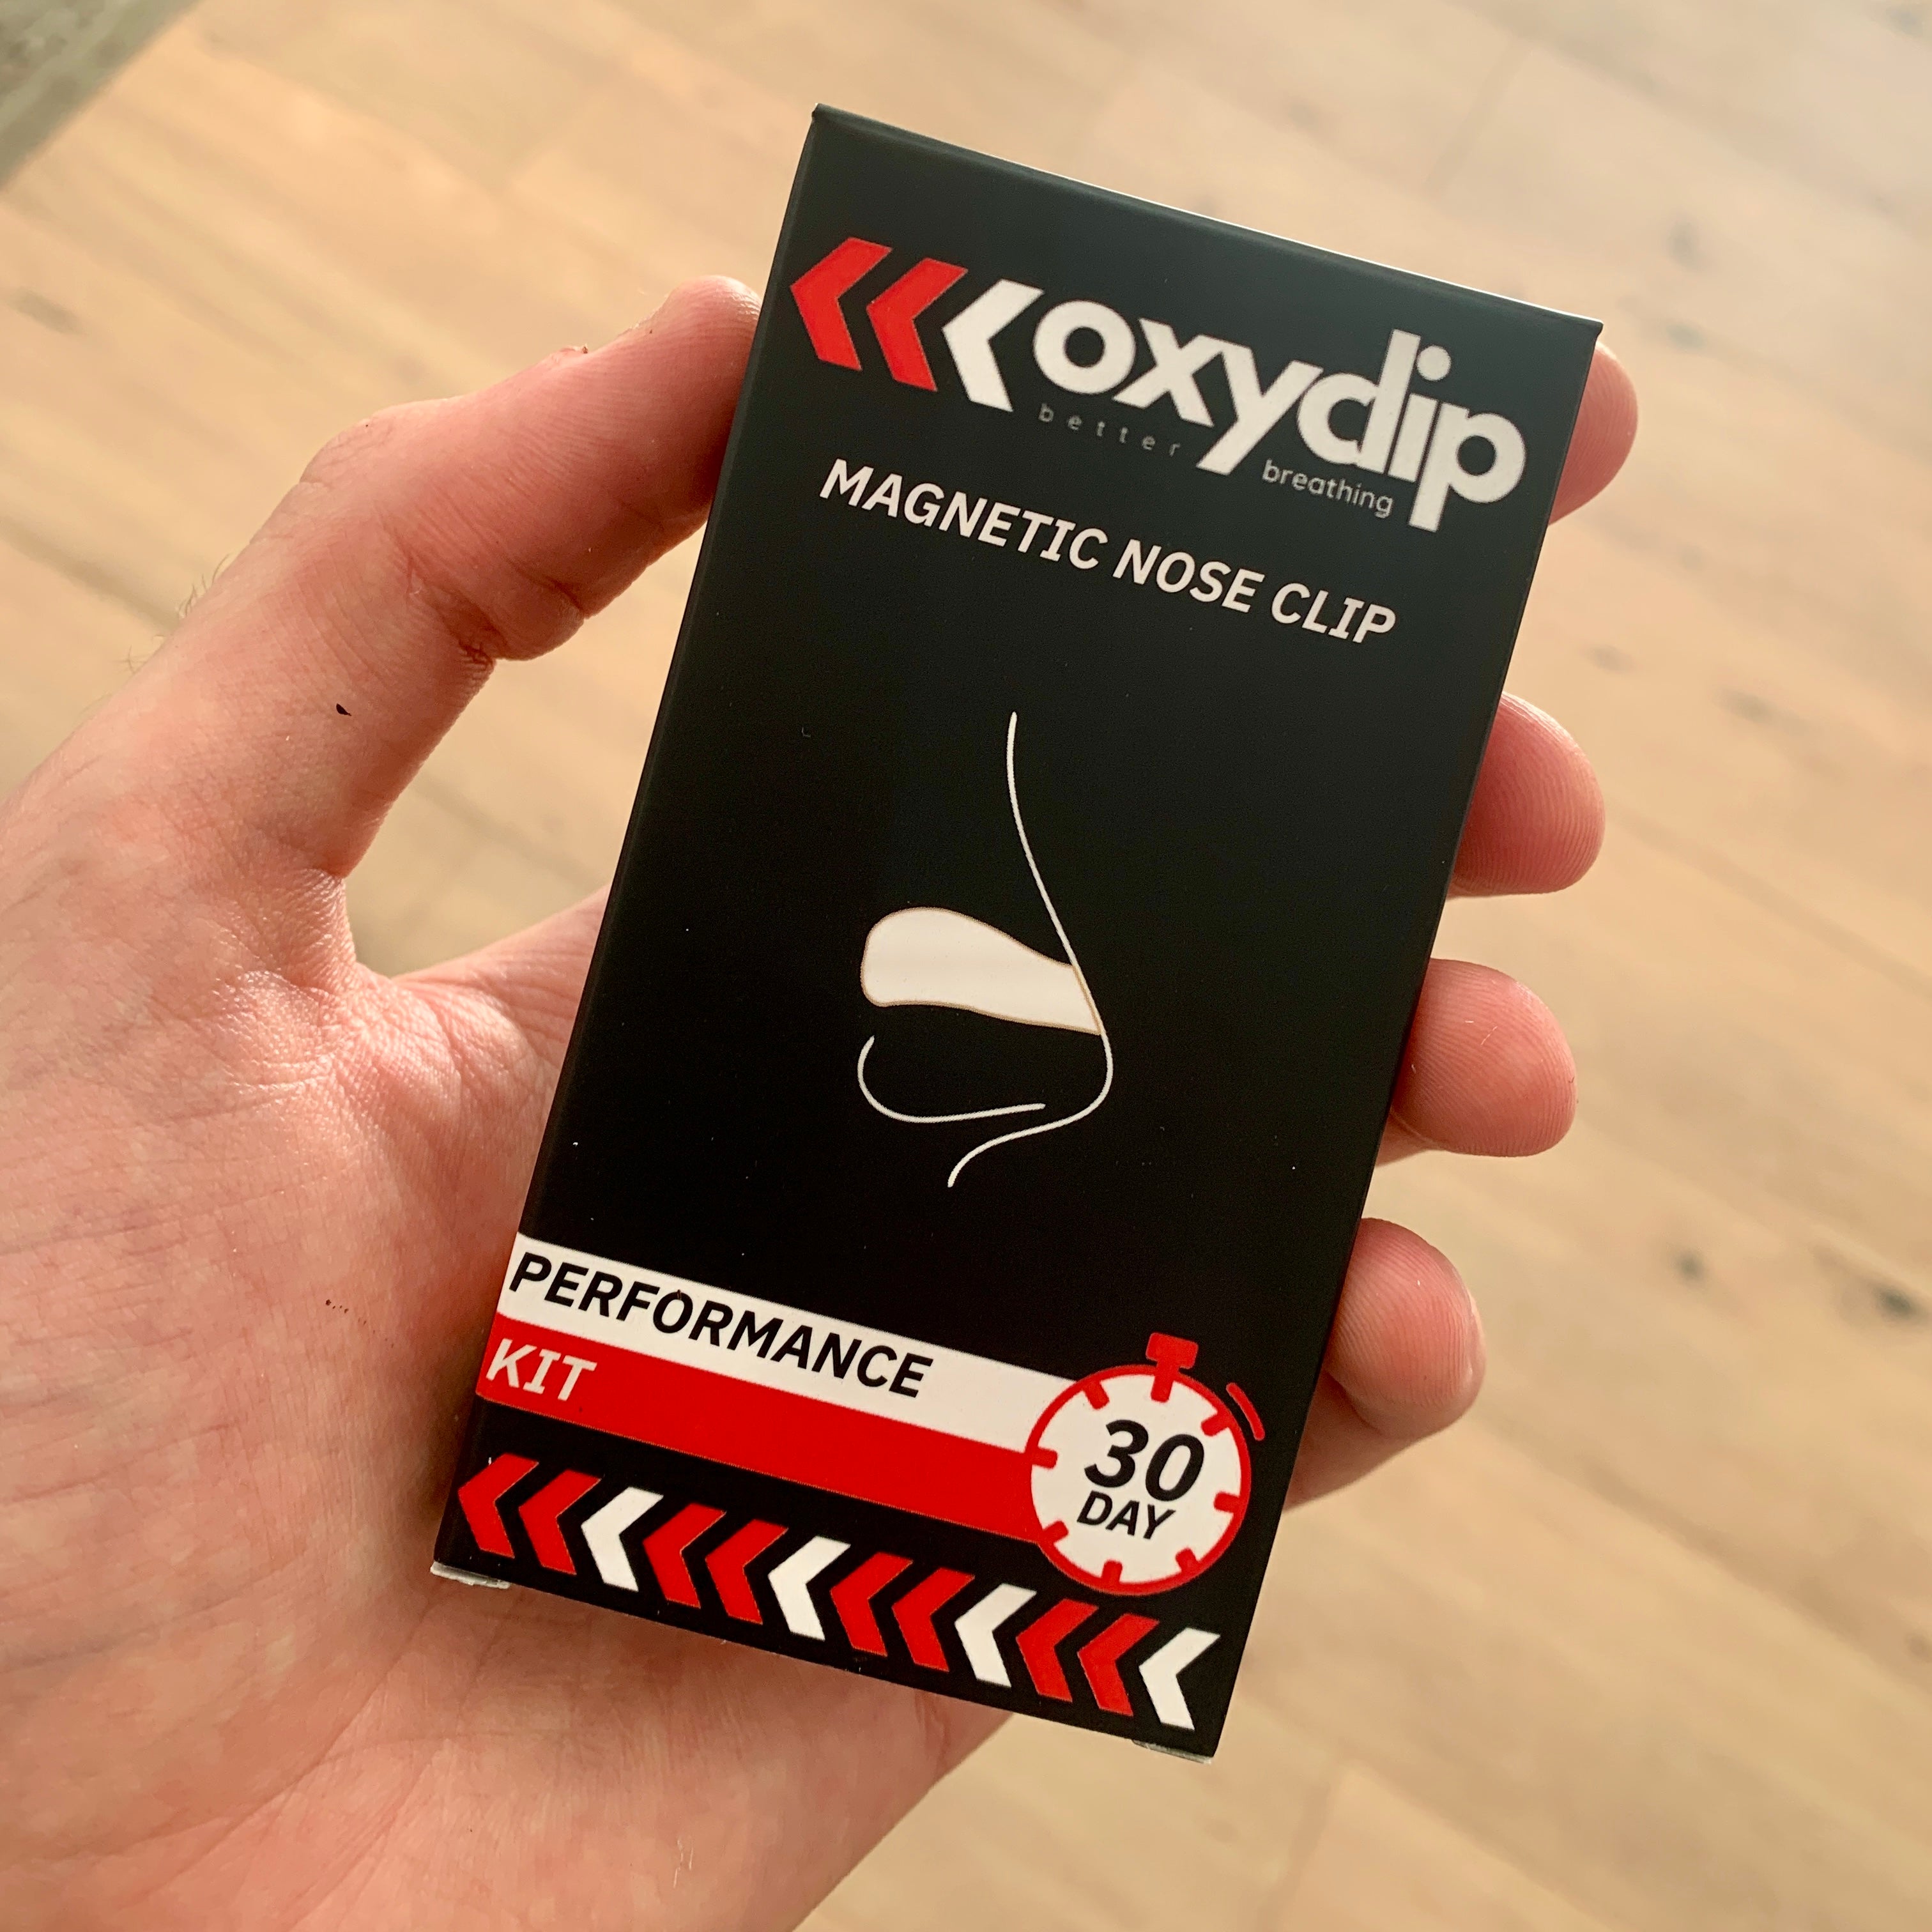 oxyclip
better breathing
MAGNETIC NOSE CLIP
PERFORMANCE
KIT
30
DAY